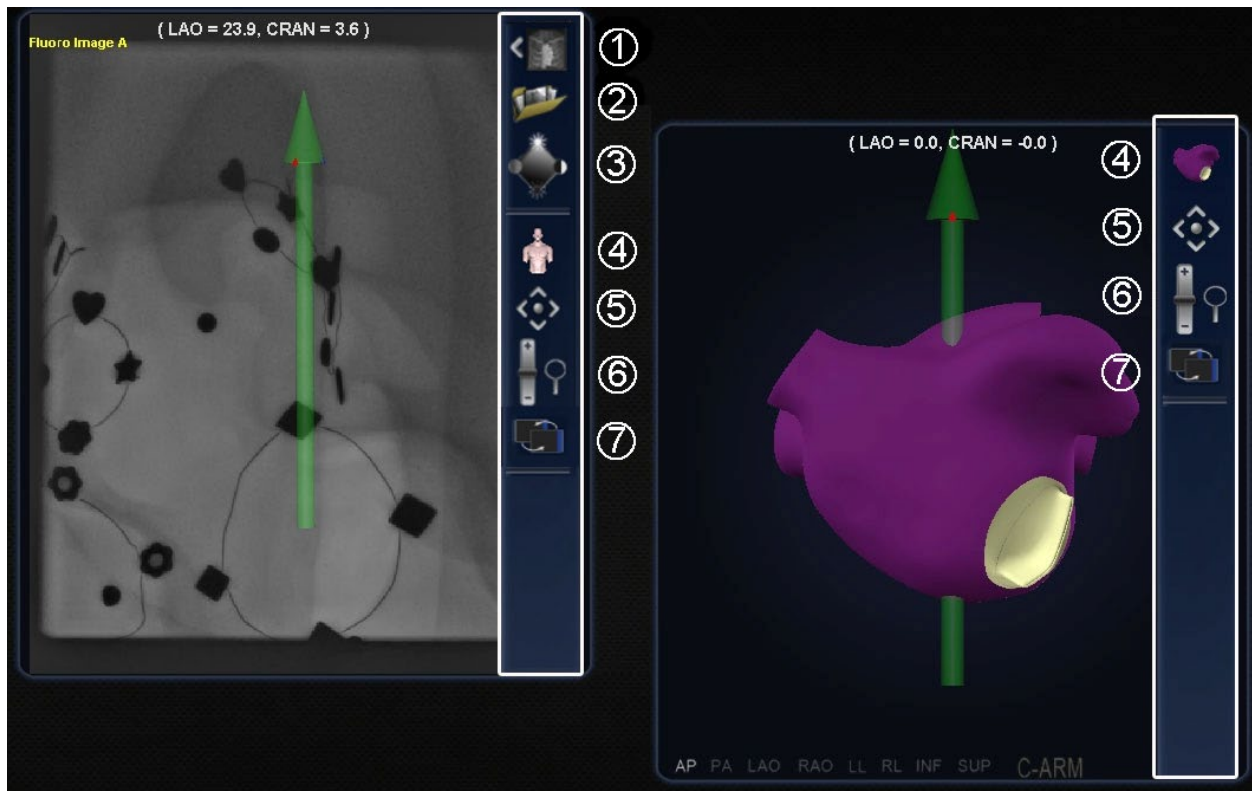 ( LAO = 23.9, CRAN = 3.6 )
Fluoro Image A
①
②
③
④
⑤
⑥
⑦
( LAO = 0.0, CRAN = -0.0 )
④
⑤
⑥
⑦
AP PA LAO RAO LL RL INF SUP C-ARM